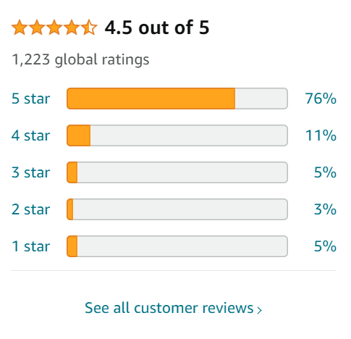 4.5 out of 5
1,223 global ratings
5 star 76%
4 star 11%
3 star 5%
2 star 3%
1 star 5%
See all customer reviews ›